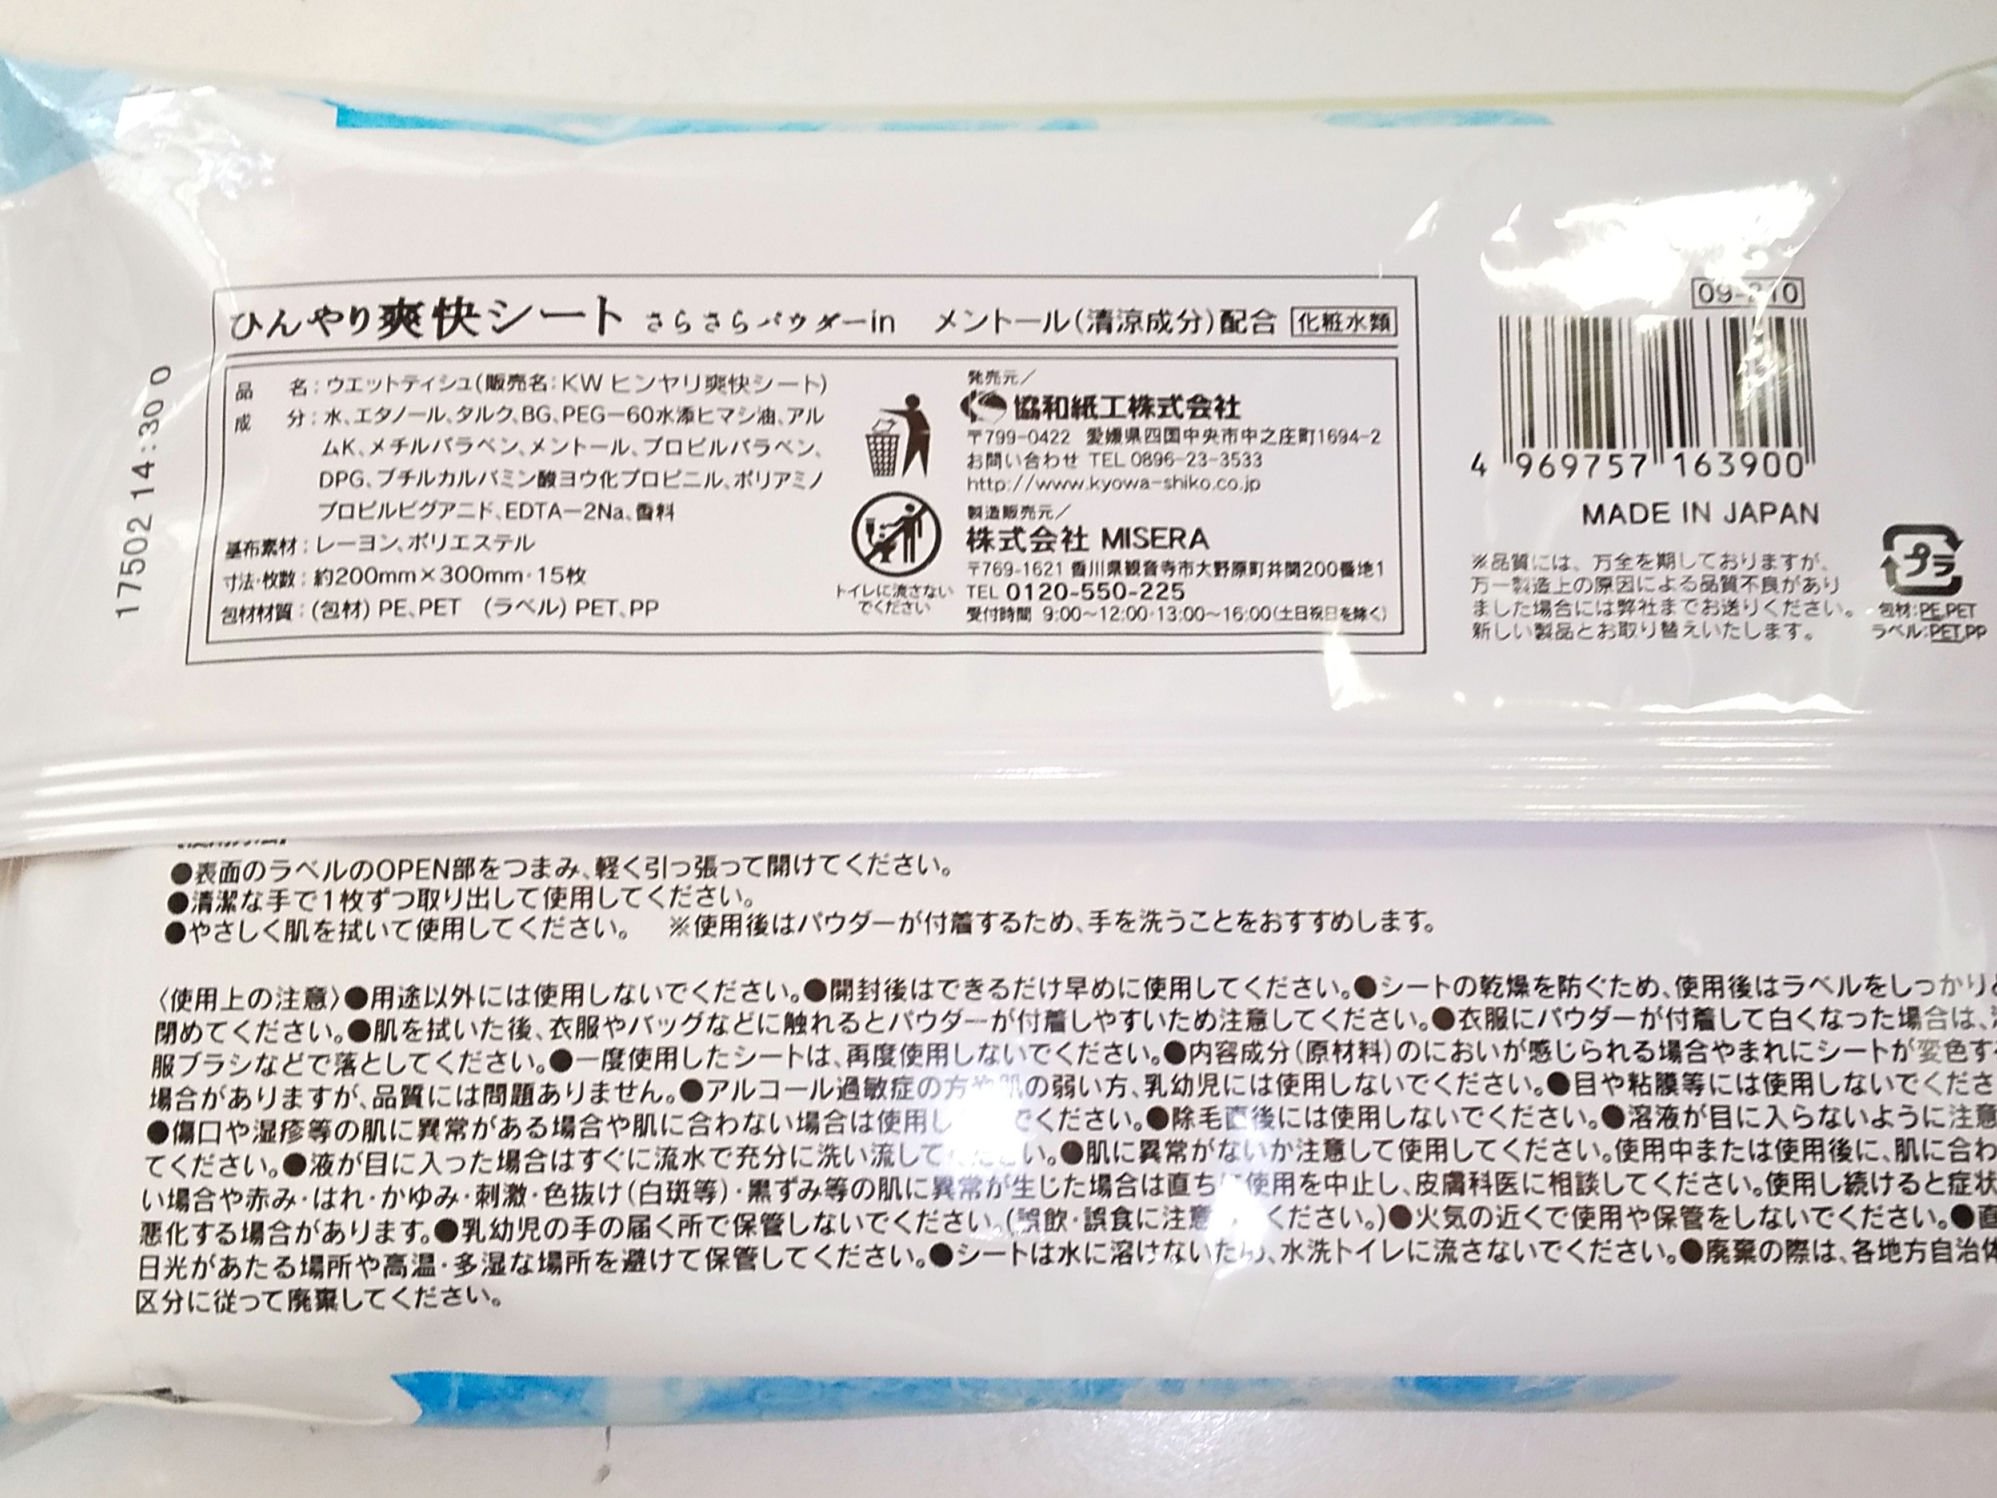 ひんやり爽快シート さらさらパウダーin メントール(清涼成分)配合 化粧水類
品 名:ウエットティシュ(販売名:KW ヒンヤリ爽快シート)
成 分:水、エタノール、タルク、BG、PEG－60水添ヒマシ油、アル
ムK、メチルパラベン、メントール、プロピルパラベン、
DPG、ブチルカルバミン酸ヨウ化プロピニル、ポリアミノ
プロピルビグアニド、EDTA－2Na、香料
基布素材:レーヨン、ポリエステル
寸法・枚数:約200mm×300mm・15枚
包材材質:(包材) PE、PET (ラベル) PET、PP
トイレに流さない
でください
発売元／
協和紙工株式会社
〒799-0422 愛媛県四国中央市中之庄町1694-2
お問い合わせ TEL 0896-23-3533
http://www.kyowa-shiko.co.jp
製造販売元／
株式会社 MISERA
〒769-1621 香川県観音寺市大野原町井関200番地1
TEL 0120-550-225
受付時間 9:00～12:00・13:00～16:00(土日祝日を除く)
17502 14:30 0
4 969757 163900
MADE IN JAPAN
※品質には、万全を期しておりますが、
万一製造上の原因による品質不良があり
ました場合には弊社までお送りください。
新しい製品とお取り替えいたします。
プラ
包材:PE,PET
ラベル:PET,PP
●表面のラベルのOPEN部をつまみ、軽く引っ張って開けてください。
●清潔な手で1枚ずつ取り出して使用してください。
●やさしく肌を拭いて使用してください。 ※使用後はパウダーが付着するため、手を洗うことをおすすめします。
〈使用上の注意〉●用途以外には使用しないでください。●開封後はできるだけ早めに使用してください。●シートの乾燥を防ぐため、使用後はラベルをしっかり
閉めてください。●肌を拭いた後、衣服やバッグなどに触れるとパウダーが付着しやすいため注意してください。●衣服にパウダーが付着して白くなった場合は、
服ブラシなどで落としてください。●一度使用したシートは、再度使用しないでください。●内容成分(原材料)のにおいが感じられる場合やまれにシートが変色す
場合がありますが、品質には問題ありません。●アルコール過敏症の方や肌の弱い方、乳幼児には使用しないでください。●目や粘膜等には使用しないでくださ
●傷口や湿疹等の肌に異常がある場合や肌に合わない場合は使用し でください。●除毛直後には使用しないでください。●溶液が目に入らないように注意
てください。●液が目に入った場合はすぐに流水で充分に洗い流して い。●肌に異常がないか注意して使用してください。使用中または使用後に、肌に合わ
い場合や赤み・はれ・かゆみ・刺激・色抜け(白斑等)・黒ずみ等の肌に異常が生じた場合は直ち 使用を中止し、皮膚科医に相談してください。使用し続けると症状
悪化する場合があります。●乳幼児の手の届く所で保管しないでください。(誤飲・誤食に注意 ください。)●火気の近くで使用や保管をしないでください。●直
日光があたる場所や高温・多湿な場所を避けて保管してください。●シートは水に溶けないため、水洗トイレに流さないでください。●廃棄の際は、各地方自治体
区分に従って廃棄してください。